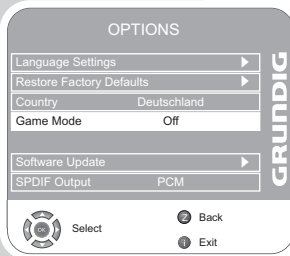 OPTIONS
Language Settings
Restore Factory Defaults
Country Deutschland
Game Mode Off
Software Update
SPDIF Output PCM
GRUNDIG
OK
Select
Z Back
i Exit